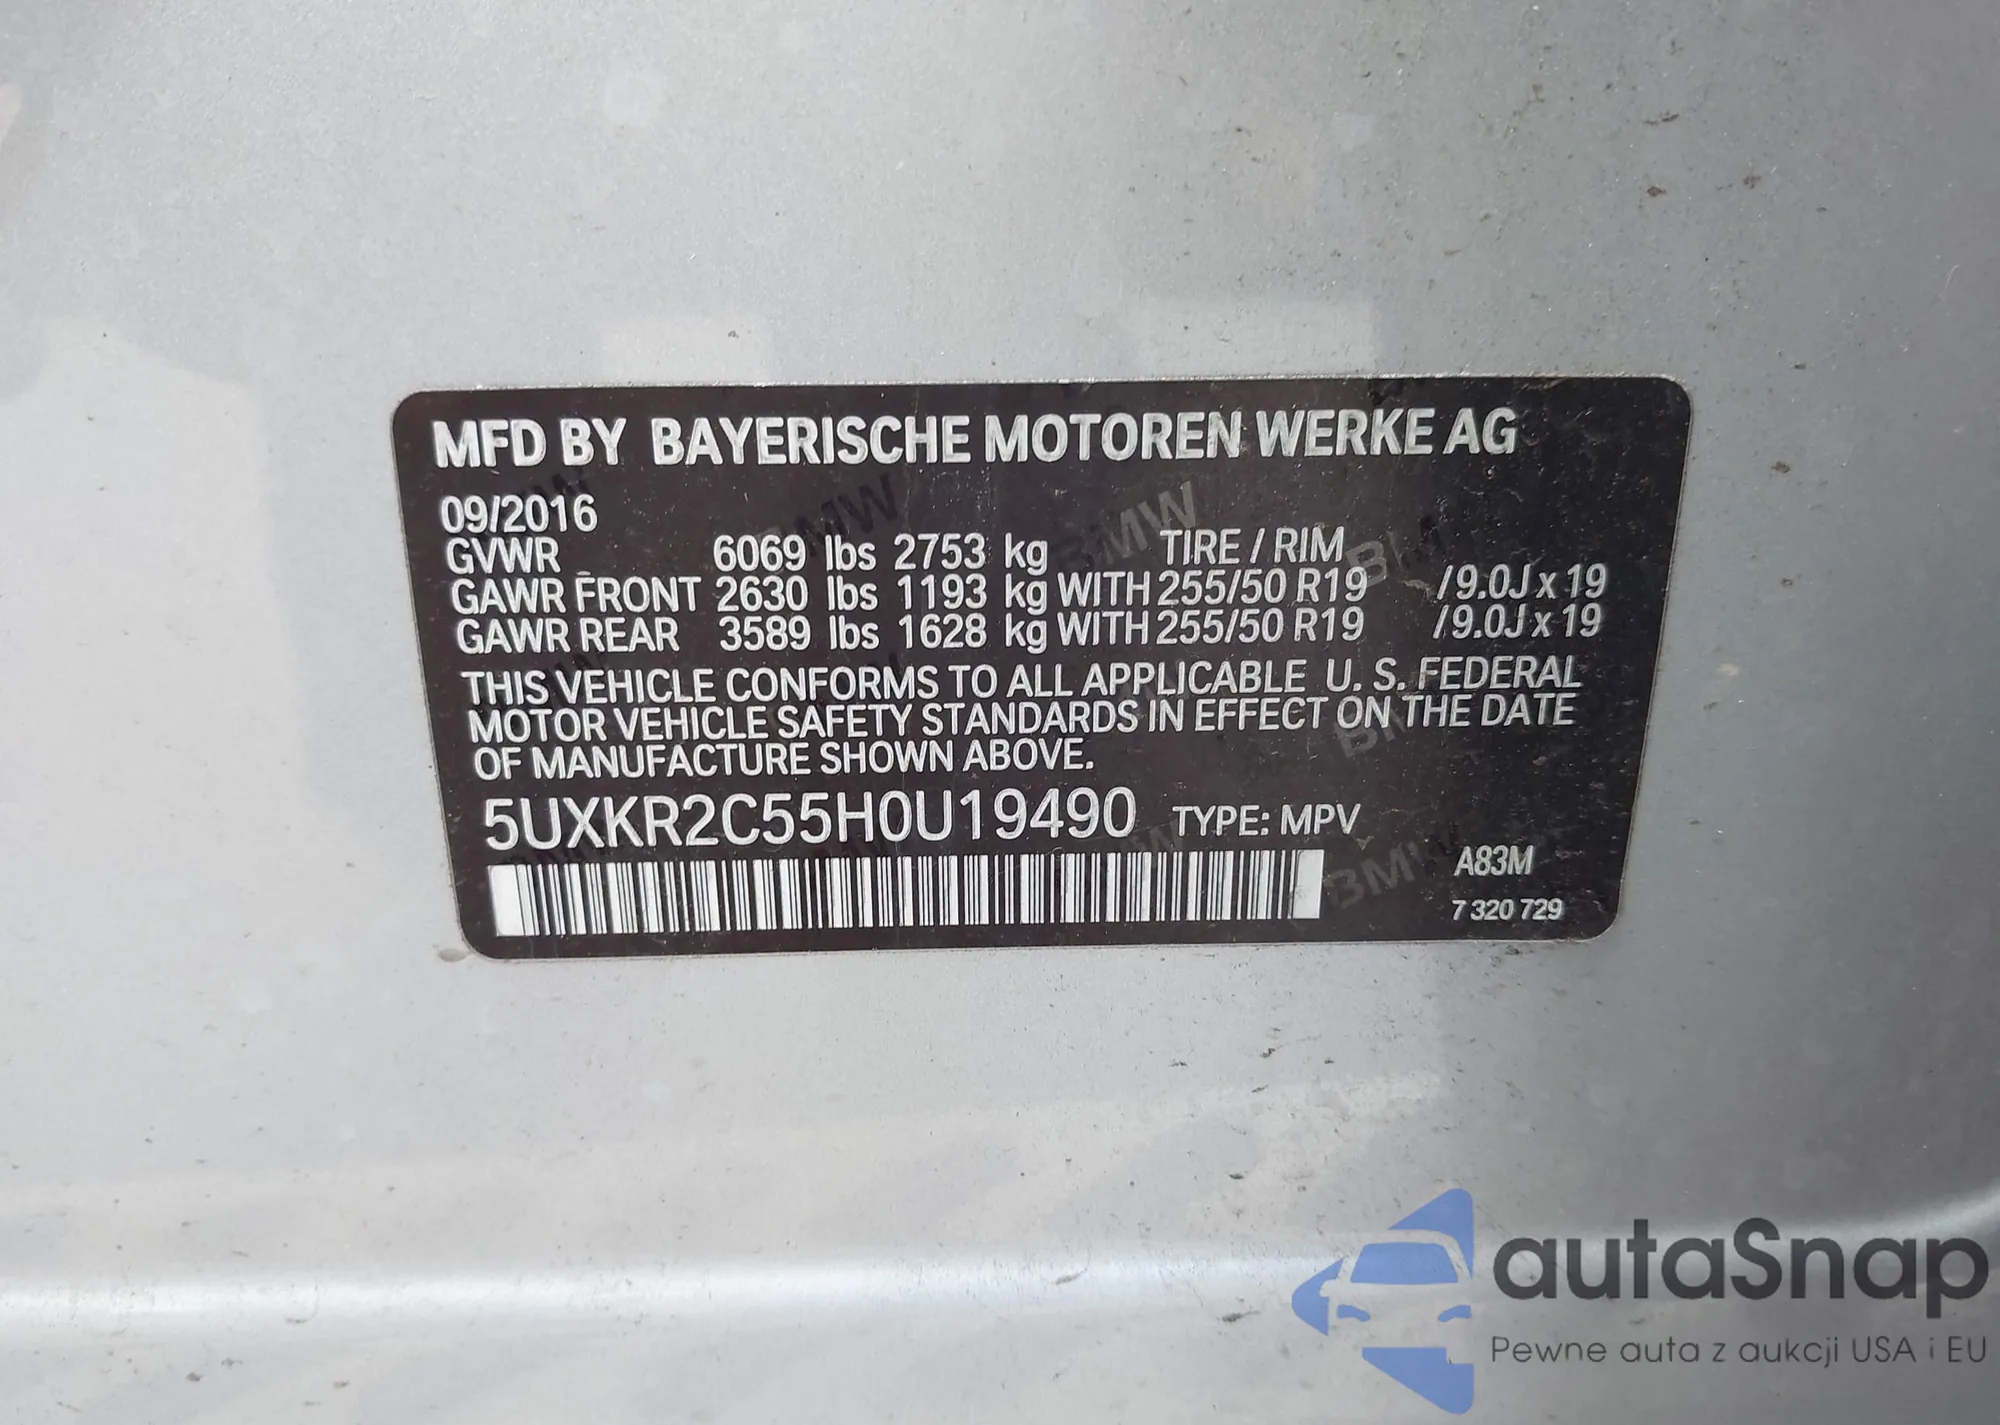 MFD BY BAYERISCHE MOTOREN WERKE AG
09/2016
GVWR 6069 lbs 2753 kg TIRE / RIM
GAWR FRONT 2630 lbs 1193 kg WITH 255/50 R19 /9.0J x 19
GAWR REAR 3589 lbs 1628 kg WITH 255/50 R19 /9.0J x 19
THIS VEHICLE CONFORMS TO ALL APPLICABLE U. S. FEDERAL
MOTOR VEHICLE SAFETY STANDARDS IN EFFECT ON THE DATE
OF MANUFACTURE SHOWN ABOVE.
5UXKR2C55H0U19490 TYPE: MPV
A83M
7 320 729
autaSnap
Pewne auta z aukcji USA i EU